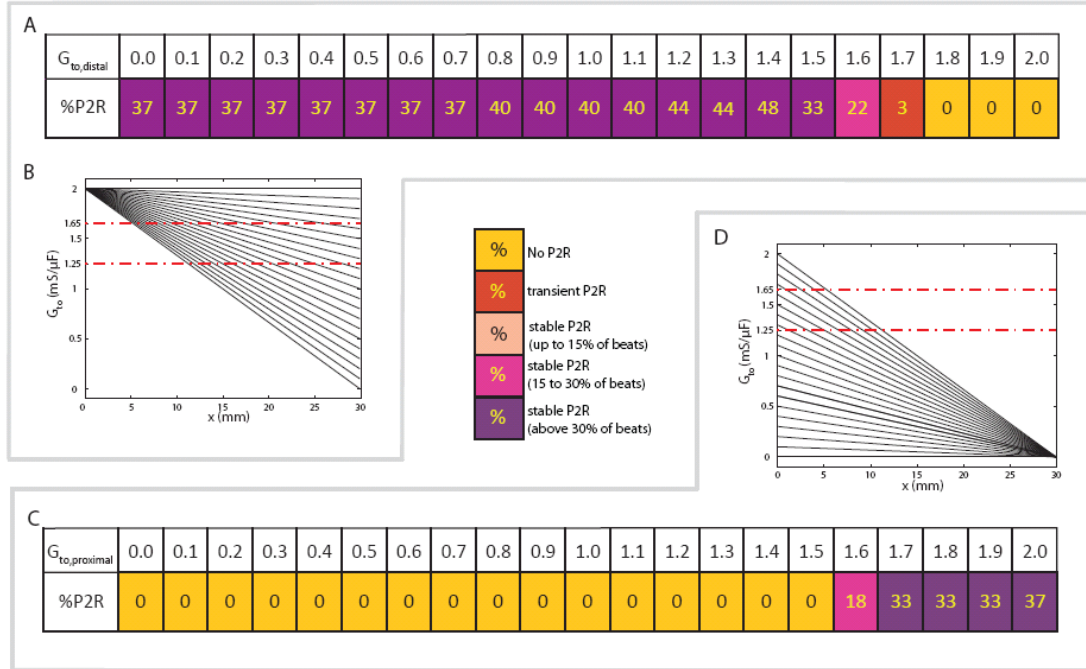 A
G to,distal 0.0 0.1 0.2 0.3 0.4 0.5 0.6 0.7 0.8 0.9 1.0 1.1 1.2 1.3 1.4 1.5 1.6 1.7 1.8 1.9 2.0
%P2R 37 37 37 37 37 37 37 37 40 40 40 40 44 44 48 33 22 3 0 0 0
B
2
1.65
1.5
1.25
1
0.5
0
G to (mS/µF)
0 5 10 15 20 25 30
x (mm)
% No P2R
% transient P2R
% stable P2R
(up to 15% of beats)
% stable P2R
(15 to 30% of beats)
% stable P2R
(above 30% of beats)
D
2
1.65
1.5
1.25
1
0.5
0
G to (mS/µF)
0 5 10 15 20 25 30
x (mm)
C
G to,proximal 0.0 0.1 0.2 0.3 0.4 0.5 0.6 0.7 0.8 0.9 1.0 1.1 1.2 1.3 1.4 1.5 1.6 1.7 1.8 1.9 2.0
%P2R 0 0 0 0 0 0 0 0 0 0 0 0 0 0 0 0 18 33 33 33 37